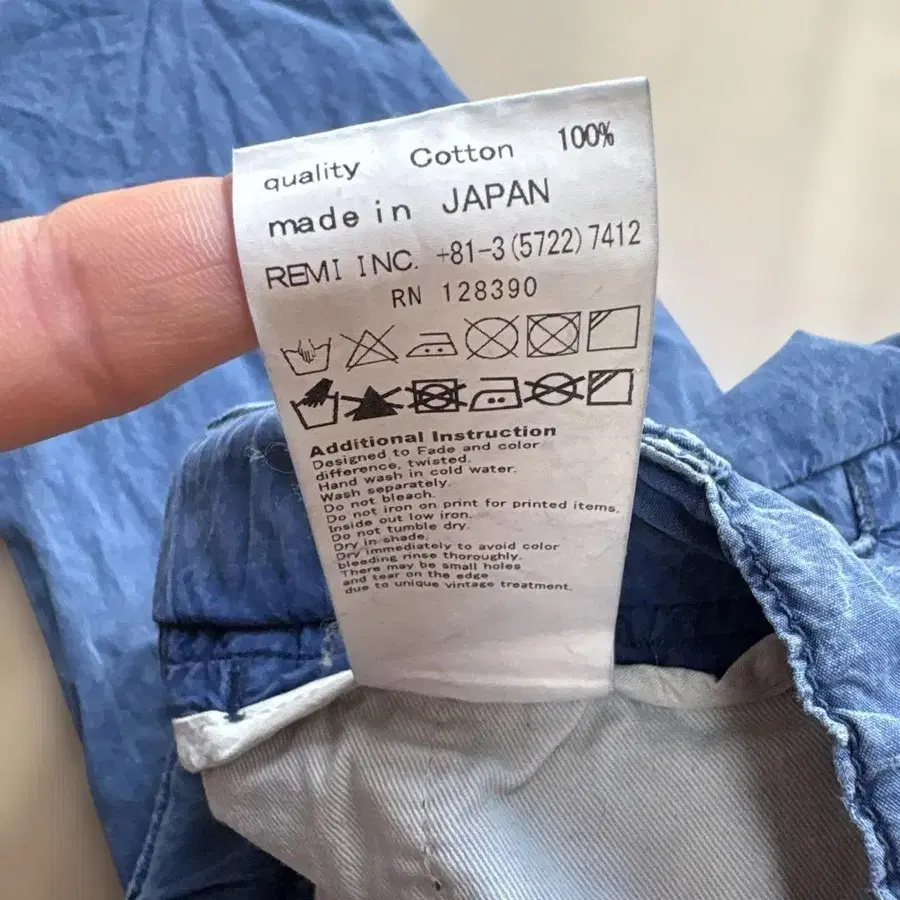 quality Cotton 100%
made in JAPAN
REMI INC. +81-3(5722)7412
RN 128390
Additional Instruction
Designed to Fade and color
difference, twisted.
Hand wash in cold water.
Wash separately.
Do not bleach.
Do not iron on print for printed items.
Inside out low iron.
Do not tumble dry.
Dry in shade.
Dry immediately to avoid color
bleeding rinse thoroughly.
There may be small holes
and tear on the edge
due to unique vintage treatment.